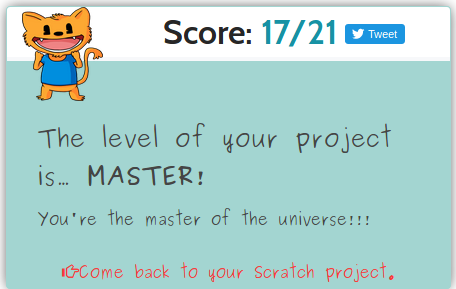 Score: 17/21 Tweet
The level of your project
is... MASTER!
You're the master of the universe!!!
Come back to your Scratch project.